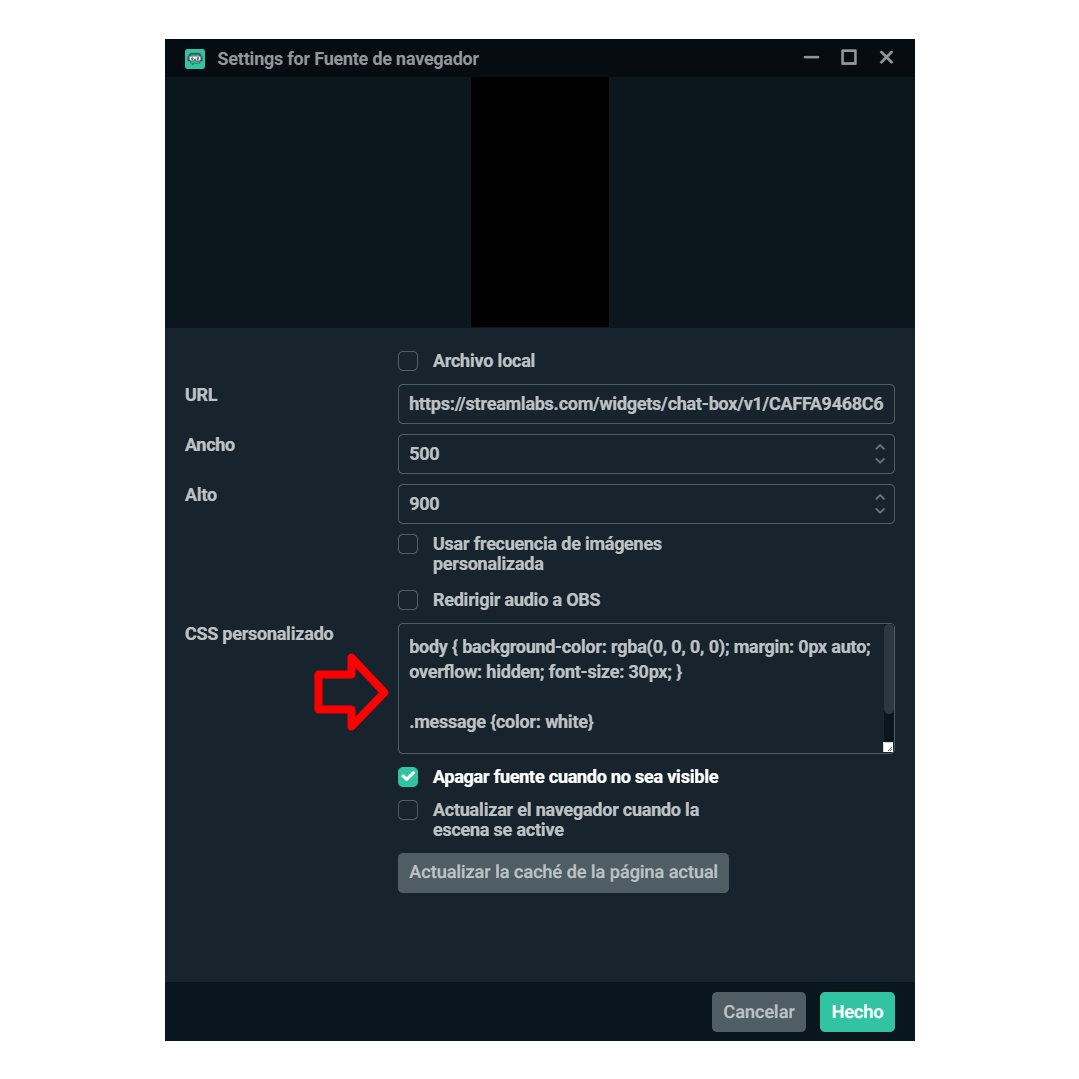 Settings for Fuente de navegador
Archivo local
URL
https://streamlabs.com/widgets/chat-box/v1/CAFFA9468C6
Ancho
500
Alto
900
Usar frecuencia de imágenes
personalizada
Redirigir audio a OBS
CSS personalizado
body { background-color: rgba(0, 0, 0, 0); margin: 0px auto;
overflow: hidden; font-size: 30px; }
.message {color: white}
Apagar fuente cuando no sea visible
Actualizar el navegador cuando la
escena se active
Actualizar la caché de la página actual
Cancelar
Hecho